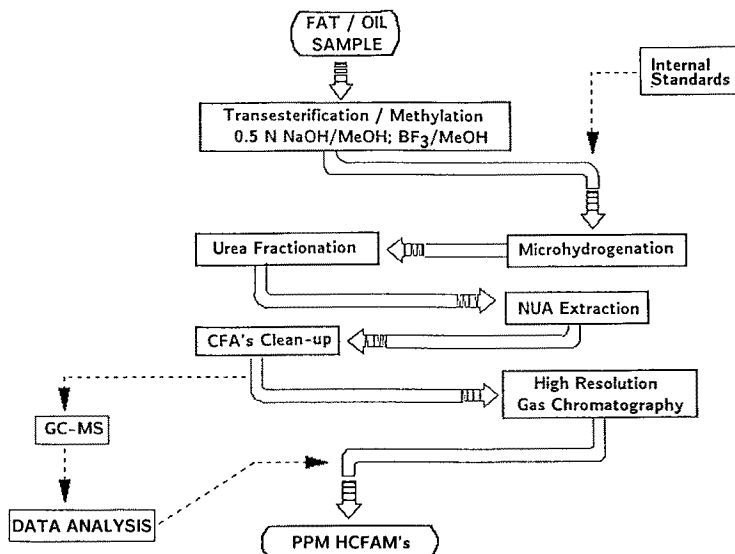 FAT / OIL
SAMPLE
Internal
Standards
Transesterification / Methylation
0.5 N NaOH/MeOH; BF3/MeOH
Urea Fractionation
Microhydrogenation
NUA Extraction
CFA's Clean-up
High Resolution
Gas Chromatography
GC-MS
DATA ANALYSIS
PPM HCFAM's